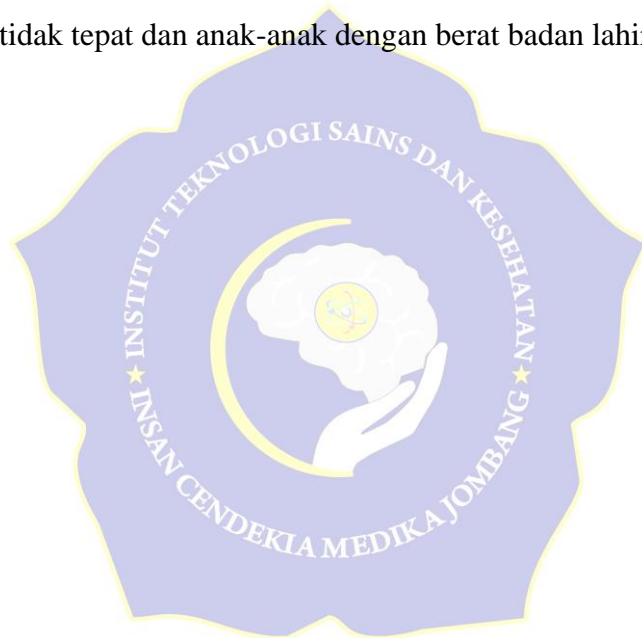 tidak tepat dan anak-anak dengan berat badan lahir
INSTITUT TEKNOLOGI SAINS DAN KESEHATAN
INSAN CENDEKIA MEDIKA JOMBANG